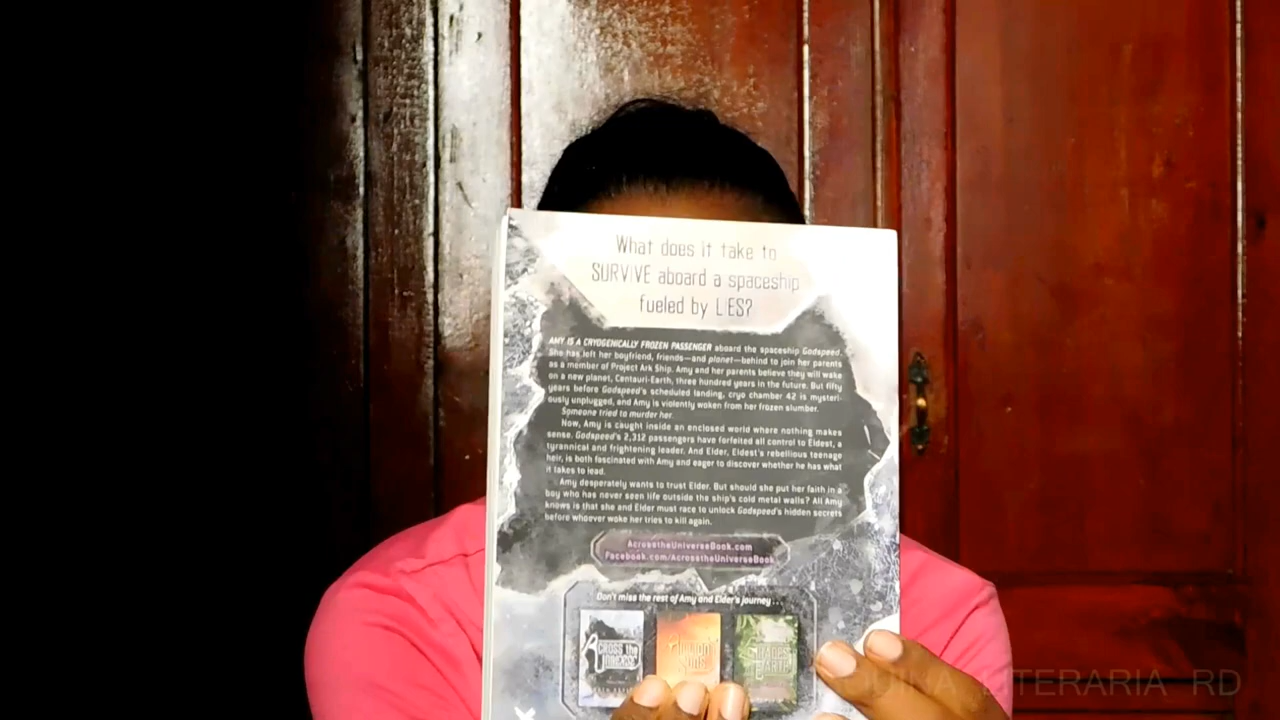 What does it take to
SURVIVE aboard a spaceship
fueled by LIES?
AMY IS A CRYOGENICALLY FROZEN PASSENGER aboard the spaceship Godspeed.
She has left her boyfriend, friends—and planet—behind to join her parents
as a member of Project Ark Ship. Amy and her parents believe they will wake
on a new planet, Centauri-Earth, three hundred years in the future. But fifty
years before Godspeed's scheduled landing, cryo chamber 42 is mysteri-
ously unplugged, and Amy is violently woken from her frozen slumber.
Someone tried to murder her.
Now, Amy is caught inside an enclosed world where nothing makes
sense. Godspeed's 2,312 passengers have forfeited all control to Eldest, a
tyrannical and frightening leader. And Elder, Eldest's rebellious teenage
heir, is both fascinated with Amy and eager to discover whether he has what
it takes to lead.
Amy desperately wants to trust Elder. But should she put her faith in a
boy who has never seen life outside the ship's cold metal walls? All Amy
knows is that she and Elder must race to unlock Godspeed's hidden secrets
before whoever woke her tries to kill again.
AcrosstheUniverseBook.com
Facebook.com/AcrosstheUniverseBook
Don't miss the rest of Amy and Elder's journey . . .
ACROSS the UNIVERSE
A Million Suns
SHADES of EARTH
LITERARIA RD